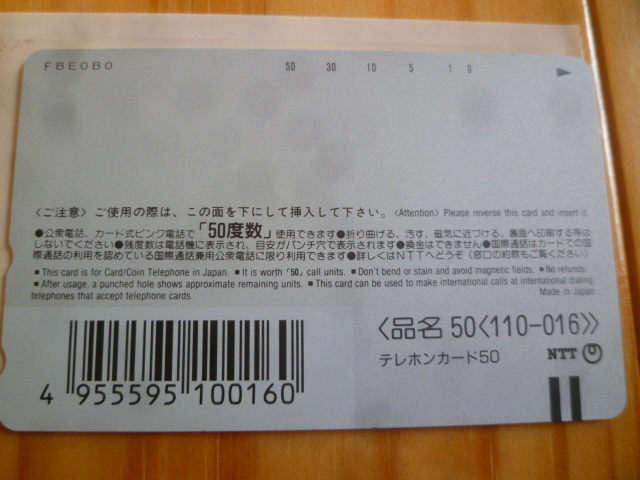 FBE0B0 50 30 10 5 1 0
〈ご注意〉ご使用の際は、この面を下にして挿入して下さい。〈Attention〉Please reverse this card and insert it.
●公衆電話、カード式ピンク電話で「50度数」使用できます●折り曲げる、汚す、磁気に近づける、裏面へ印刷する等は
しないでください●残度数は電話機に表示され、目安がパンチ穴で表示されます●換金はできません●国際通話はカードでの国
際通話の利用を認めている国際通話兼用公衆電話に限り利用できます●詳しくはNTTへどうぞ(窓口の約款もご覧ください)
■This card is for Card/Coin Telephone in Japan. ■It is worth「50」call units. ■Don't bend or stain and avoid magnetic fields. ■No refunds.
■After usage, a punched hole shows approximate remaining units. ■This card can be used to make international calls at international dialing
telephones that accept telephone cards. Made in Japan
〈品名 50〈110-016〉〉
テレホンカード50 NTT
4 955595 100160